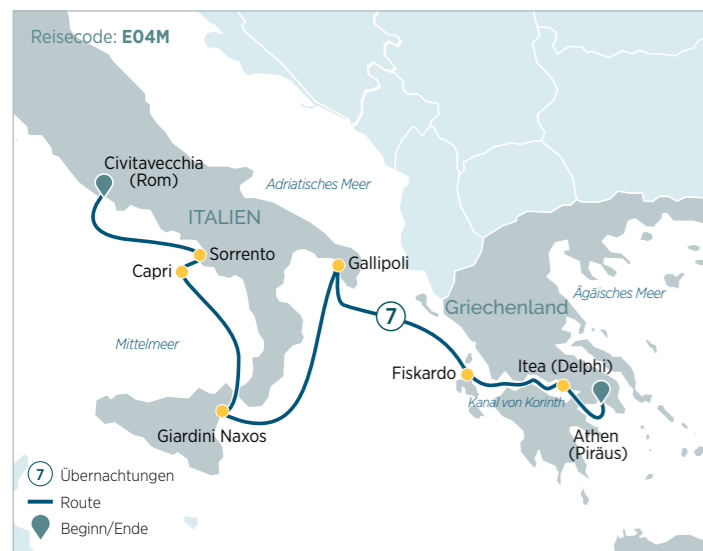 Reisecode: E04M
Civitavecchia
(Rom)
Adriatisches Meer
ITALIEN
Sorrento
Capri
Gallipoli
Ägäisches Meer
Griechenland
7
Mittelmeer
Itea (Delphi)
Fiskardo
Kanal von Korinth
Giardini Naxos
Athen
(Piräus)
7 Übernachtungen
Route
Beginn/Ende